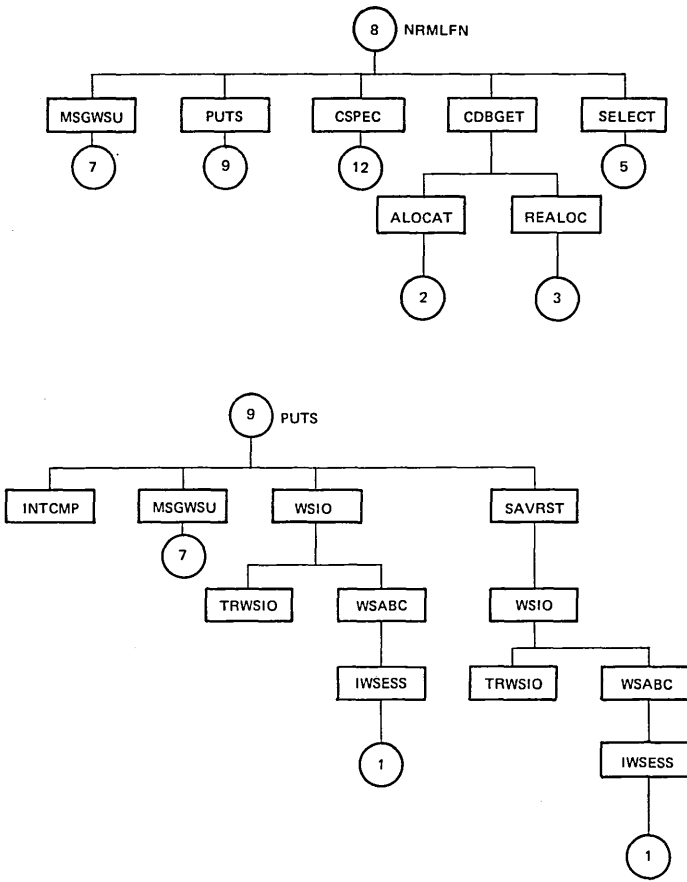 8 NRMLFN
MSGWSU PUTS CSPEC CDBGET SELECT
7 9 12 5
ALOCAT REALOC
2 3
9 PUTS
INTCMP MSGWSU WSIO SAVRST
7
TRWSIO WSABC WSIO
IWSESS TRWSIO WSABC
1 IWSESS
1